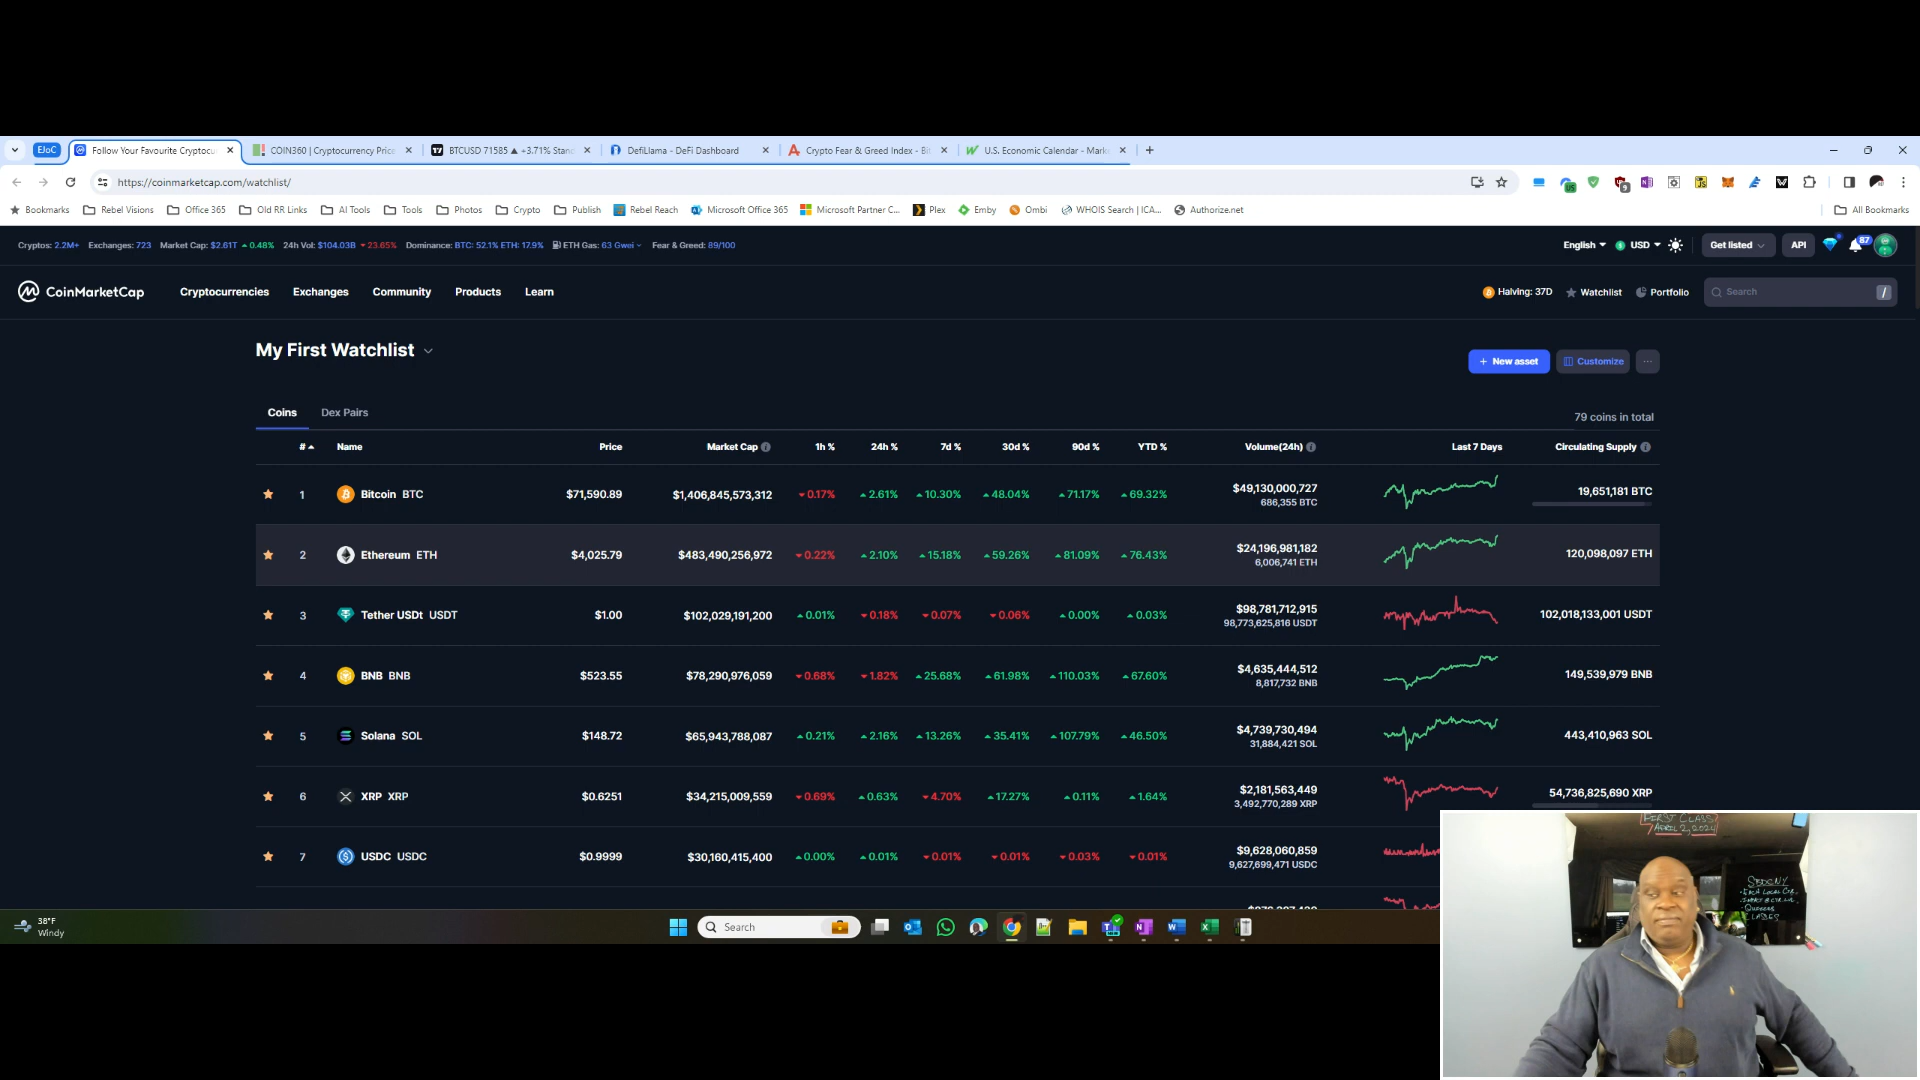 EJoC
Follow Your Favourite Cryptocu
COIN360 | Cryptocurrency Price
BTCUSD 71585 ▲ +3.71% Stan
DefiLlama - DeFi Dashboard
Crypto Fear & Greed Index - Bi
U.S. Economic Calendar - Mark
https://coinmarketcap.com/watchlist/
Bookmarks Rebel Visions Office 365 Old RR Links AI Tools Tools Photos Crypto Publish Rebel Reach Microsoft Office 365 Microsoft Partner C... Plex Emby Ombi WHOIS Search | ICA... Authorize.net All Bookmarks
Cryptos: 2.2M+ Exchanges: 723 Market Cap: $2.61T 0.48% 24h Vol: $104.03B 23.65% Dominance: BTC: 52.1% ETH: 17.9% ETH Gas: 63 Gwei Fear & Greed: 89/100
English USD Get listed API 87
CoinMarketCap Cryptocurrencies Exchanges Community Products Learn
Halving: 37D Watchlist Portfolio Search /
My First Watchlist
+ New asset Customize ...
Coins Dex Pairs
79 coins in total
# Name Price Market Cap 1h % 24h % 7d % 30d % 90d % YTD % Volume(24h) Last 7 Days Circulating Supply
1 Bitcoin BTC $71,590.89 $1,406,845,573,312 0.17% 2.61% 10.30% 48.04% 71.17% 69.32% $49,130,000,727 19,651,181 BTC
686,355 BTC
2 Ethereum ETH $4,025.79 $483,490,256,972 0.22% 2.10% 15.18% 59.26% 81.09% 76.43% $24,196,981,182 120,098,097 ETH
6,006,741 ETH
3 Tether USDt USDT $1.00 $102,029,191,200 0.01% 0.18% 0.07% 0.06% 0.00% 0.03% $98,781,712,915 102,018,133,001 USDT
98,773,625,816 USDT
4 BNB BNB $523.55 $78,290,976,059 0.68% 1.82% 25.68% 61.98% 110.03% 67.60% $4,635,444,512 149,539,979 BNB
8,817,732 BNB
5 Solana SOL $148.72 $65,943,788,087 0.21% 2.16% 13.26% 35.41% 107.79% 46.50% $4,739,730,494 443,410,963 SOL
31,884,421 SOL
6 XRP XRP $0.6251 $34,215,009,559 0.69% 0.63% 4.70% 17.27% 0.11% 1.64% $2,181,563,449 54,736,825,690 XRP
3,492,770,289 XRP
7 USDC USDC $0.9999 $30,160,415,400 0.00% 0.01% 0.01% 0.01% 0.03% 0.01% $9,628,060,859
9,627,699,471 USDC
FIRST CLASS
APRIL 2, 2024
CLASSES
38°F
Windy
Search